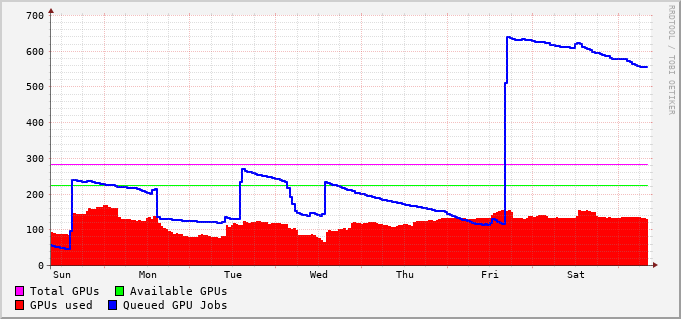 700
600
500
400
300
200
100
0
Sun Mon Tue Wed Thu Fri Sat
Total GPUs Available GPUs
GPUs used Queued GPU Jobs
RRDTOOL / TOBI OETIKER